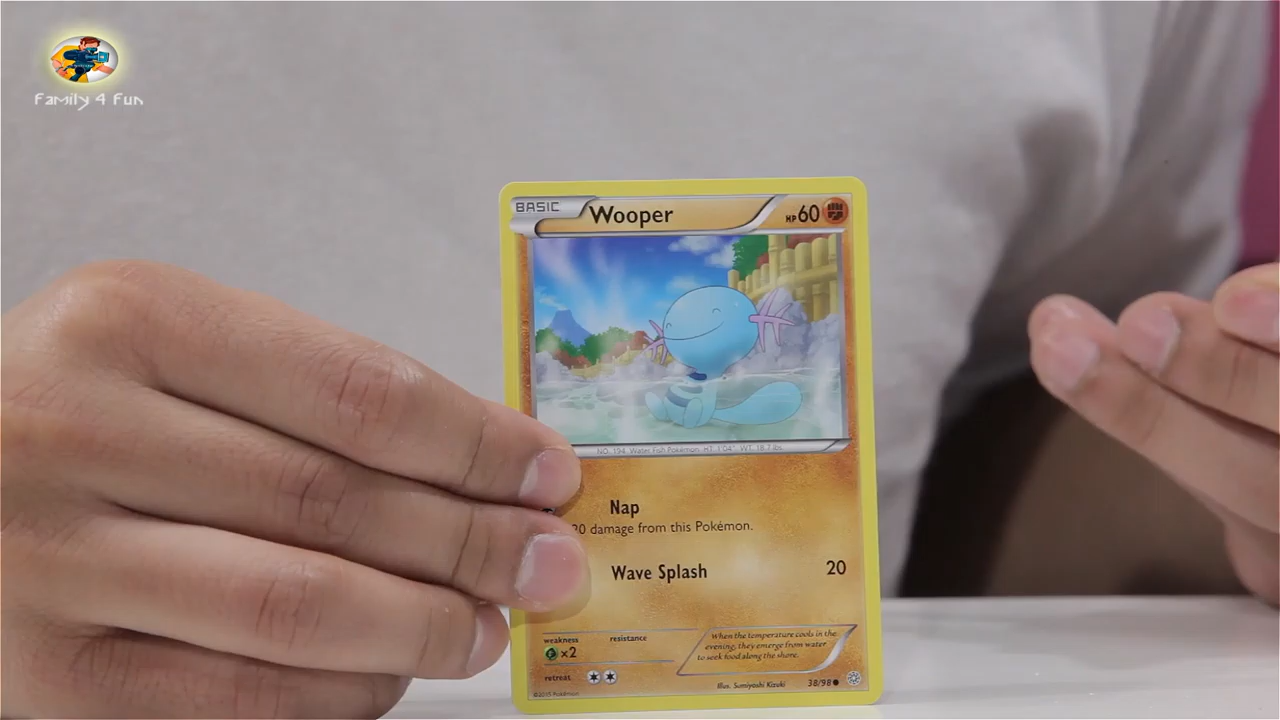 Family 4 Fun
BASIC
Wooper
HP 60
NO. 194 Water Fish Pokémon HT: 1'04" WT: 18.7 lbs.
Nap
damage from this Pokémon.
Wave Splash
20
weakness
×2
resistance
When the temperature cools in the
evening, they emerge from water
to seek food along the shore.
retreat
©2015 Pokémon
Illus. Sumiyoshi Kizuki
38/98